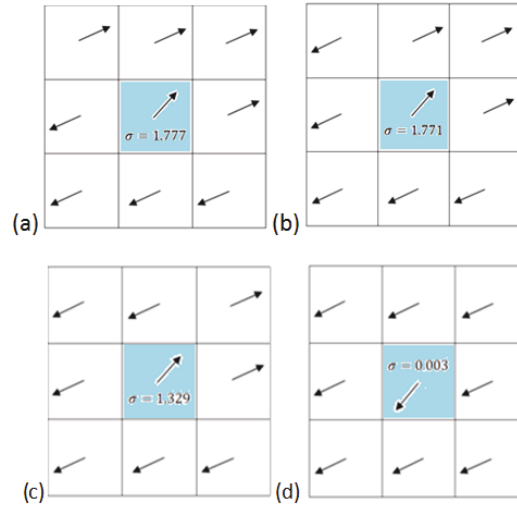 (a)
σ = 1.777
(b)
σ = 1.771
(c)
σ = 1.329
(d)
σ = 0.003